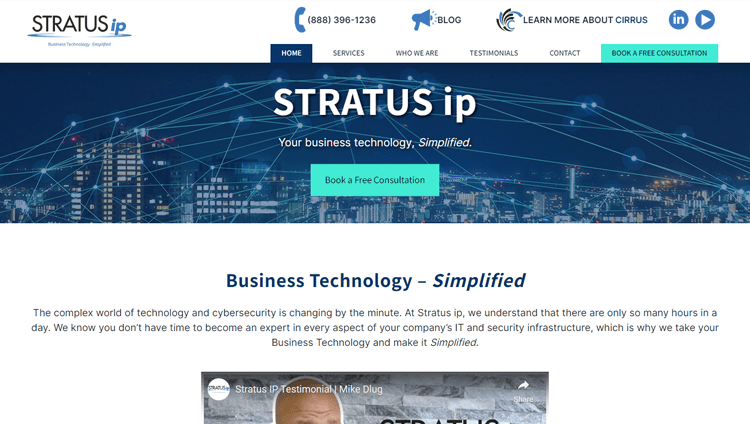 STRATUS ip
Business Technology Simplified
(888) 396-1236
BLOG
LEARN MORE ABOUT CIRRUS
in
HOME
SERVICES
WHO WE ARE
TESTIMONIALS
CONTACT
BOOK A FREE CONSULTATION
STRATUS ip
Your business technology, Simplified.
Book a Free Consultation
Business Technology – Simplified
The complex world of technology and cybersecurity is changing by the minute. At Stratus ip, we understand that there are only so many hours in a
day. We know you don’t have time to become an expert in every aspect of your company’s IT and security infrastructure, which is why we take your
Business Technology and make it Simplified.
STRATUS ip
Stratus IP Testimonial | Mike Dlug
Share
STRATUS ip